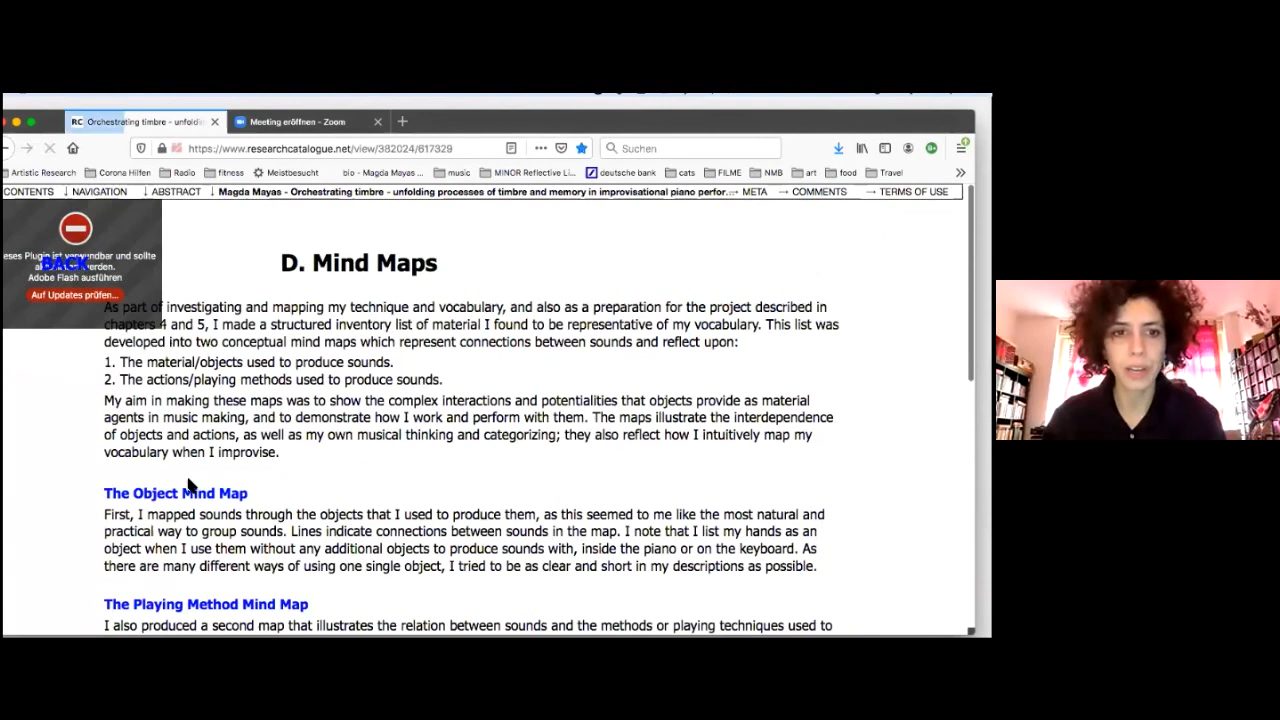 Orchestrating timbre - unfoldi
Meeting eröffnen - Zoom
https://www.researchcatalogue.net/view/382024/617329
Suchen
Artistic Research Corona Hilfen Radio fitness Meistbesucht bio - Magda Mayas ... music MINOR Reflective Li... deutsche bank cats FILME NMB art food Travel
CONTENTS ↓ NAVIGATION ↓ ABSTRACT Magda Mayas - Orchestrating timbre - unfolding processes of timbre and memory in improvisational piano perfor... → META → COMMENTS → TERMS OF USE
eses Plugin ist verwundbar und sollte
werden.
BACK
Adobe Flash ausführen
Auf Updates prüfen...
D. Mind Maps
As part of investigating and mapping my technique and vocabulary, and also as a preparation for the project described in
chapters 4 and 5, I made a structured inventory list of material I found to be representative of my vocabulary. This list was
developed into two conceptual mind maps which represent connections between sounds and reflect upon:
1. The material/objects used to produce sounds.
2. The actions/playing methods used to produce sounds.
My aim in making these maps was to show the complex interactions and potentialities that objects provide as material
agents in music making, and to demonstrate how I work and perform with them. The maps illustrate the interdependence
of objects and actions, as well as my own musical thinking and categorizing; they also reflect how I intuitively map my
vocabulary when I improvise.
The Object Mind Map
First, I mapped sounds through the objects that I used to produce them, as this seemed to me like the most natural and
practical way to group sounds. Lines indicate connections between sounds in the map. I note that I list my hands as an
object when I use them without any additional objects to produce sounds with, inside the piano or on the keyboard. As
there are many different ways of using one single object, I tried to be as clear and short in my descriptions as possible.
The Playing Method Mind Map
I also produced a second map that illustrates the relation between sounds and the methods or playing techniques used to